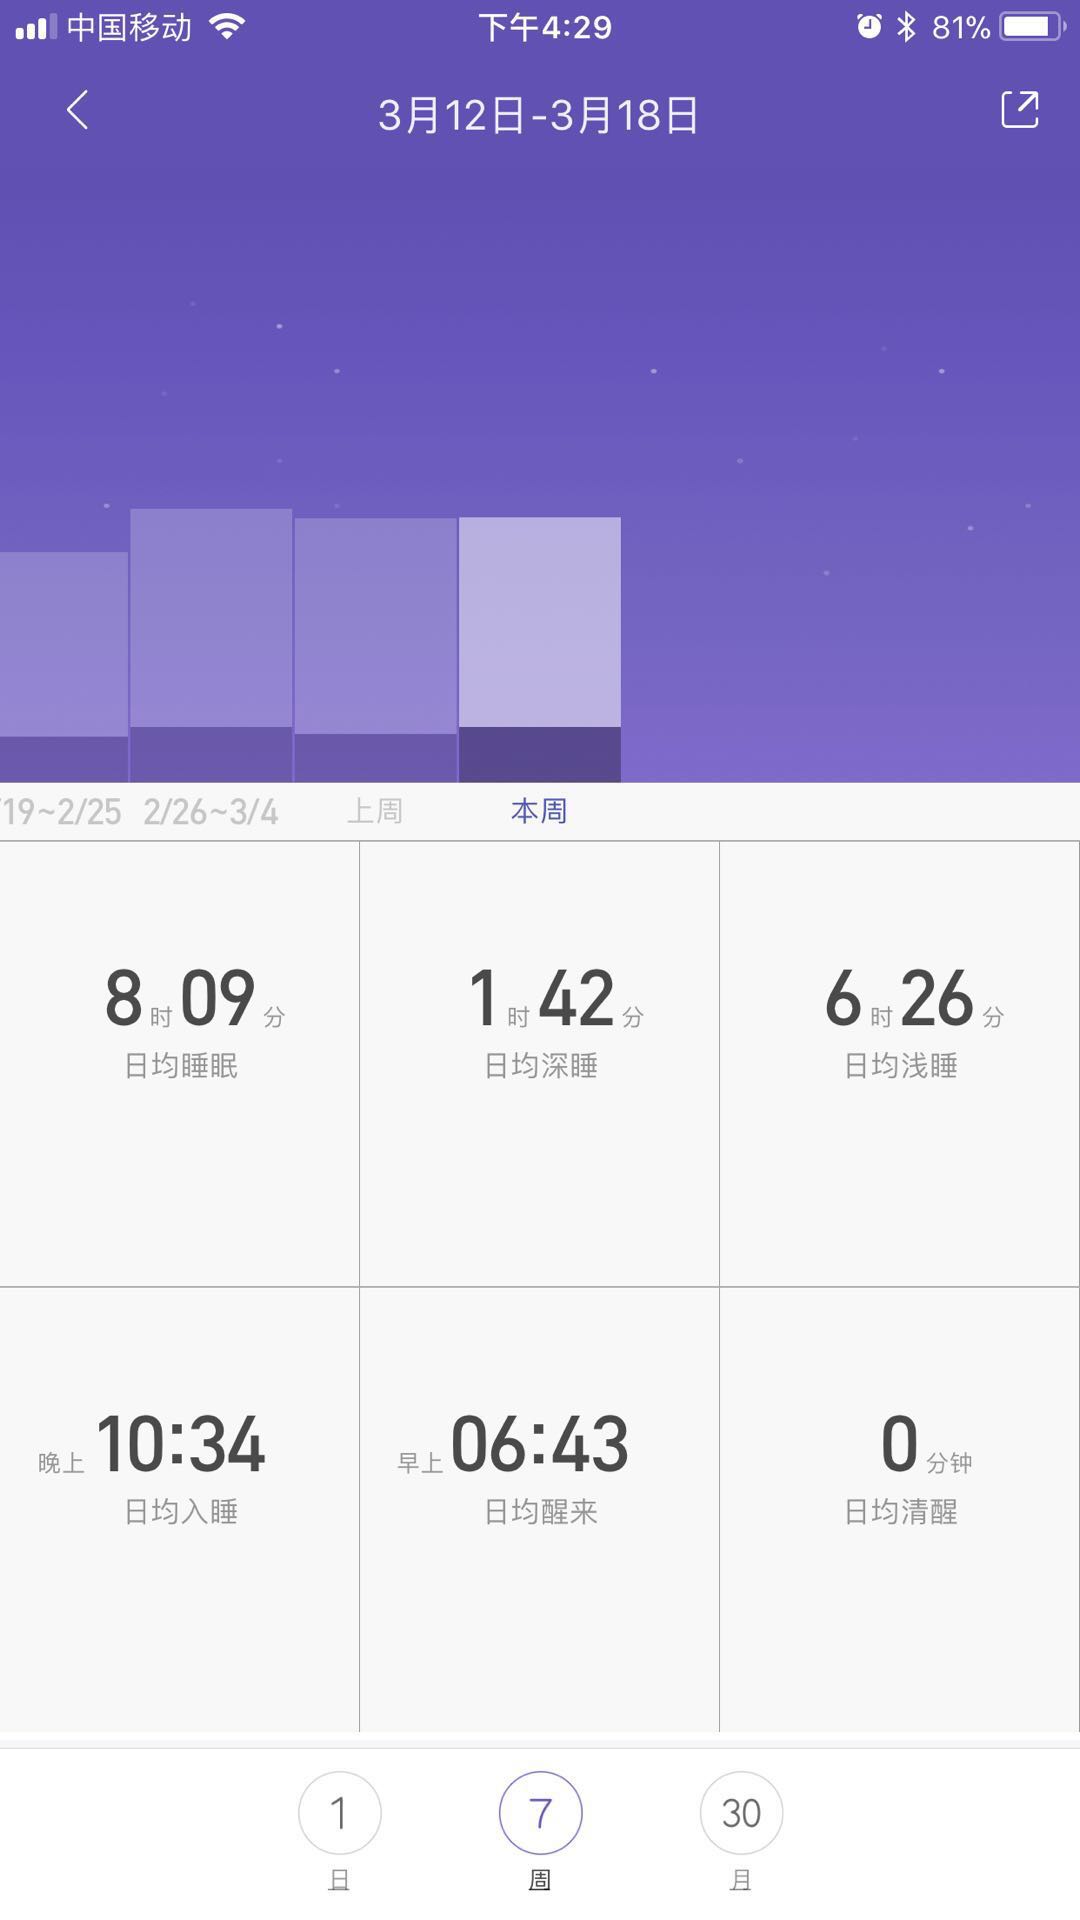 中国移动 下午4:29 81%
3月12日-3月18日
/19~2/25 2/26~3/4 上周 本周
8时09分 1时42分 6时26分
日均睡眠 日均深睡 日均浅睡
晚上10:34 早上06:43 0分钟
日均入睡 日均醒来 日均清醒
1 7 30
日 周 月